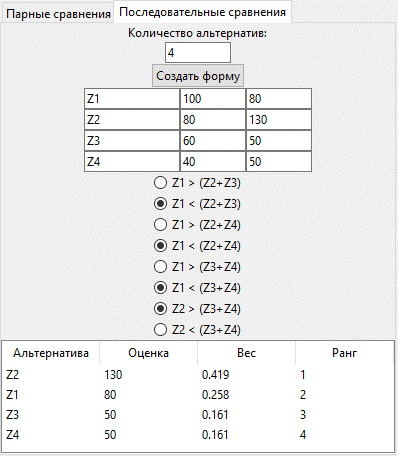 Парные сравнения Последовательные сравнения
Количество альтернатив:
4
Создать форму
Z1 100 80
Z2 80 130
Z3 60 50
Z4 40 50
Z1 > (Z2+Z3)
Z1 < (Z2+Z3)
Z1 > (Z2+Z4)
Z1 < (Z2+Z4)
Z1 > (Z3+Z4)
Z1 < (Z3+Z4)
Z2 > (Z3+Z4)
Z2 < (Z3+Z4)
Альтернатива Оценка Вес Ранг
Z2 130 0.419 1
Z1 80 0.258 2
Z3 50 0.161 3
Z4 50 0.161 4